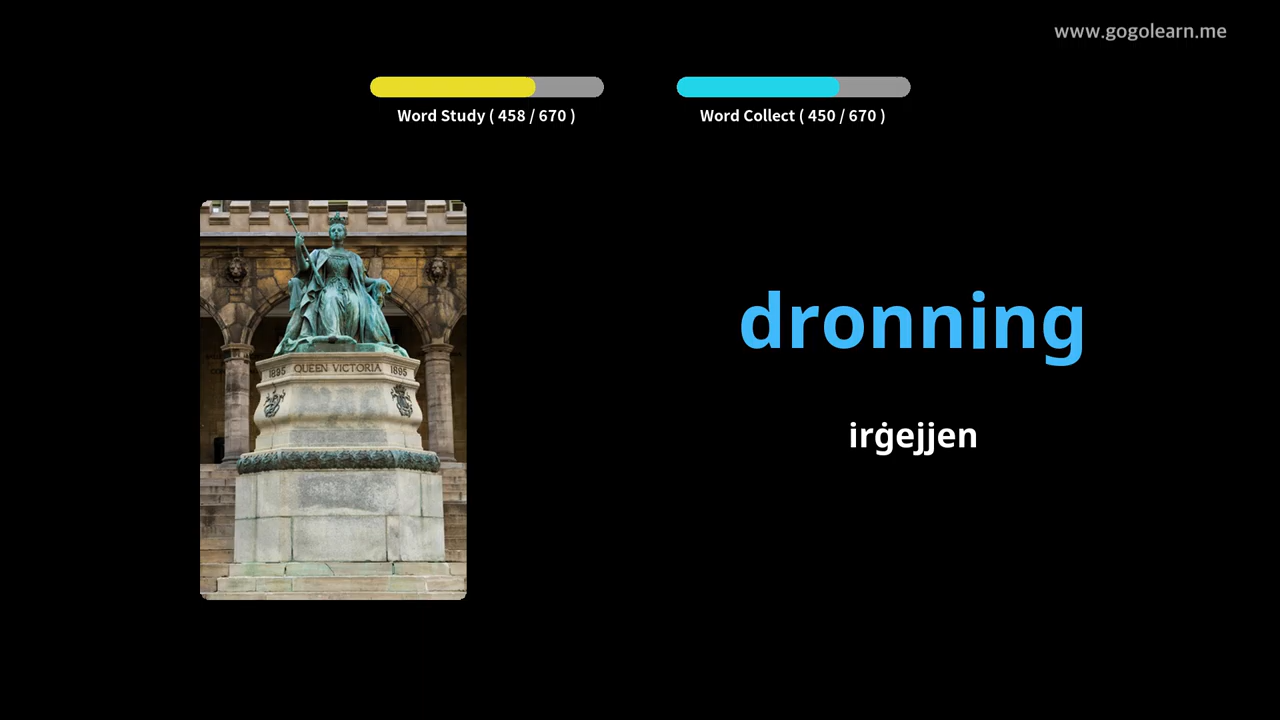 www.gogolearn.me
Word Study ( 458 / 670 )
Word Collect ( 450 / 670 )
1895 QUEEN VICTORIA 1895
dronning
irġejjen